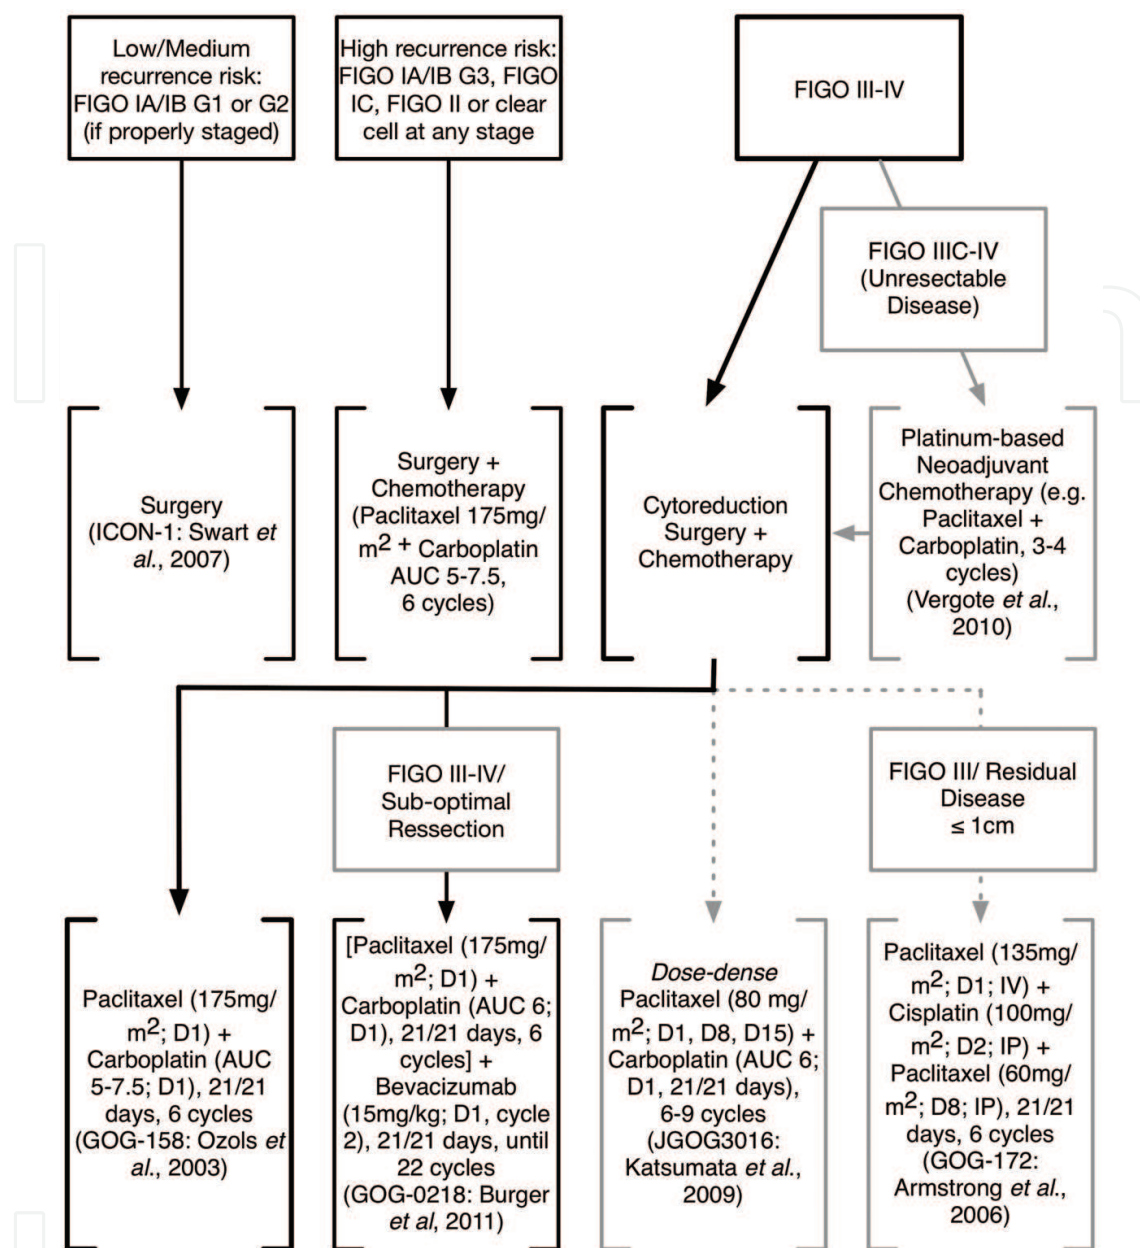 Low/Medium
recurrence risk:
FIGO IA/IB G1 or G2
(if properly staged)
High recurrence risk:
FIGO IA/IB G3, FIGO
IC, FIGO II or clear
cell at any stage
FIGO III-IV
FIGO IIIC-IV
(Unresectable
Disease)
Surgery
(ICON-1: Swart et
al., 2007)
Surgery +
Chemotherapy
(Paclitaxel 175mg/
m2 + Carboplatin
AUC 5-7.5,
6 cycles)
Cytoreduction
Surgery +
Chemotherapy
Platinum-based
Neoadjuvant
Chemotherapy (e.g.
Paclitaxel +
Carboplatin, 3-4
cycles)
(Vergote et al.,
2010)
FIGO III-IV/
Sub-optimal
Ressection
FIGO III/ Residual
Disease
≤ 1cm
Paclitaxel (175mg/
m2; D1) +
Carboplatin (AUC
5-7.5; D1), 21/21
days, 6 cycles
(GOG-158: Ozols et
al., 2003)
[Paclitaxel (175mg/
m2; D1) +
Carboplatin (AUC 6;
D1), 21/21 days, 6
cycles] +
Bevacizumab
(15mg/kg; D1, cycle
2), 21/21 days, until
22 cycles
(GOG-0218: Burger
et al, 2011)
Dose-dense
Paclitaxel (80 mg/
m2; D1, D8, D15) +
Carboplatin (AUC 6;
D1, 21/21 days),
6-9 cycles
(JGOG3016:
Katsumata et al.,
2009)
Paclitaxel (135mg/
m2; D1; IV) +
Cisplatin (100mg/
m2; D2; IP) +
Paclitaxel (60mg/
m2; D8; IP), 21/21
days, 6 cycles
(GOG-172:
Armstrong et al.,
2006)